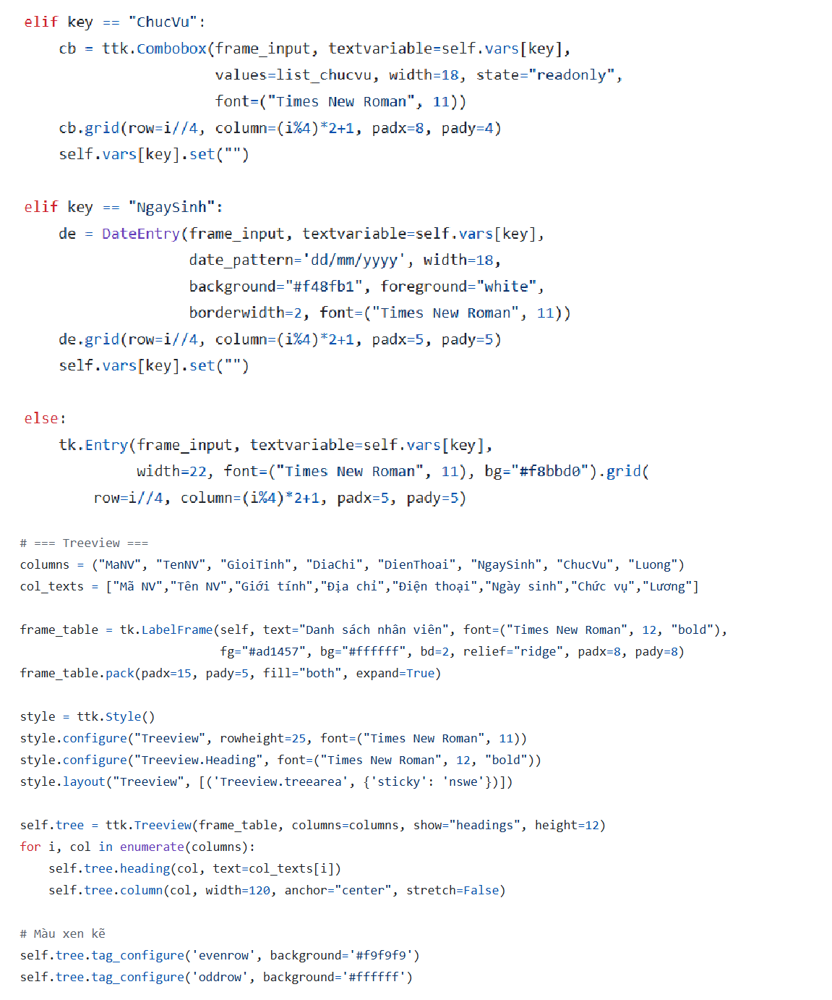 elif key == "ChucVu":
    cb = ttk.Combobox(frame_input, textvariable=self.vars[key],
                      values=list_chucvu, width=18, state="readonly",
                      font=("Times New Roman", 11))
    cb.grid(row=i//4, column=(i%4)*2+1, padx=8, pady=4)
    self.vars[key].set("")

elif key == "NgaySinh":
    de = DateEntry(frame_input, textvariable=self.vars[key],
                   date_pattern='dd/mm/yyyy', width=18,
                   background="#f48fb1", foreground="white",
                   borderwidth=2, font=("Times New Roman", 11))
    de.grid(row=i//4, column=(i%4)*2+1, padx=5, pady=5)
    self.vars[key].set("")

else:
    tk.Entry(frame_input, textvariable=self.vars[key],
             width=22, font=("Times New Roman", 11), bg="#f8bbd0").grid(
        row=i//4, column=(i%4)*2+1, padx=5, pady=5)

# === Treeview ===
columns = ("MaNV", "TenNV", "GioiTinh", "DiaChi", "DienThoai", "NgaySinh", "ChucVu", "Luong")
col_texts = ["Mã NV","Tên NV","Giới tính","Địa chỉ","Điện thoại","Ngày sinh","Chức vụ","Lương"]

frame_table = tk.LabelFrame(self, text="Danh sách nhân viên", font=("Times New Roman", 12, "bold"),
                            fg="#ad1457", bg="#ffffff", bd=2, relief="ridge", padx=8, pady=8)
frame_table.pack(padx=15, pady=5, fill="both", expand=True)

style = ttk.Style()
style.configure("Treeview", rowheight=25, font=("Times New Roman", 11))
style.configure("Treeview.Heading", font=("Times New Roman", 12, "bold"))
style.layout("Treeview", [('Treeview.treearea', {'sticky': 'nswe'})])

self.tree = ttk.Treeview(frame_table, columns=columns, show="headings", height=12)
for i, col in enumerate(columns):
    self.tree.heading(col, text=col_texts[i])
    self.tree.column(col, width=120, anchor="center", stretch=False)

# Màu xen kẽ
self.tree.tag_configure('evenrow', background='#f9f9f9')
self.tree.tag_configure('oddrow', background='#ffffff')